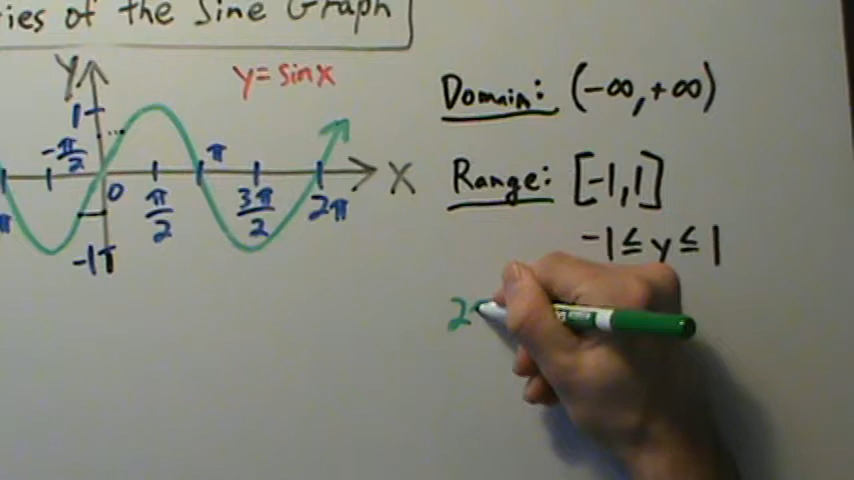 ies of the Sine Graph
y
y=sinx
1
-π/2
π
0
π/2
3π/2
2π
x
π
-1
Domain: (-∞,+∞)
Range: [-1,1]
-1≤y≤1
2